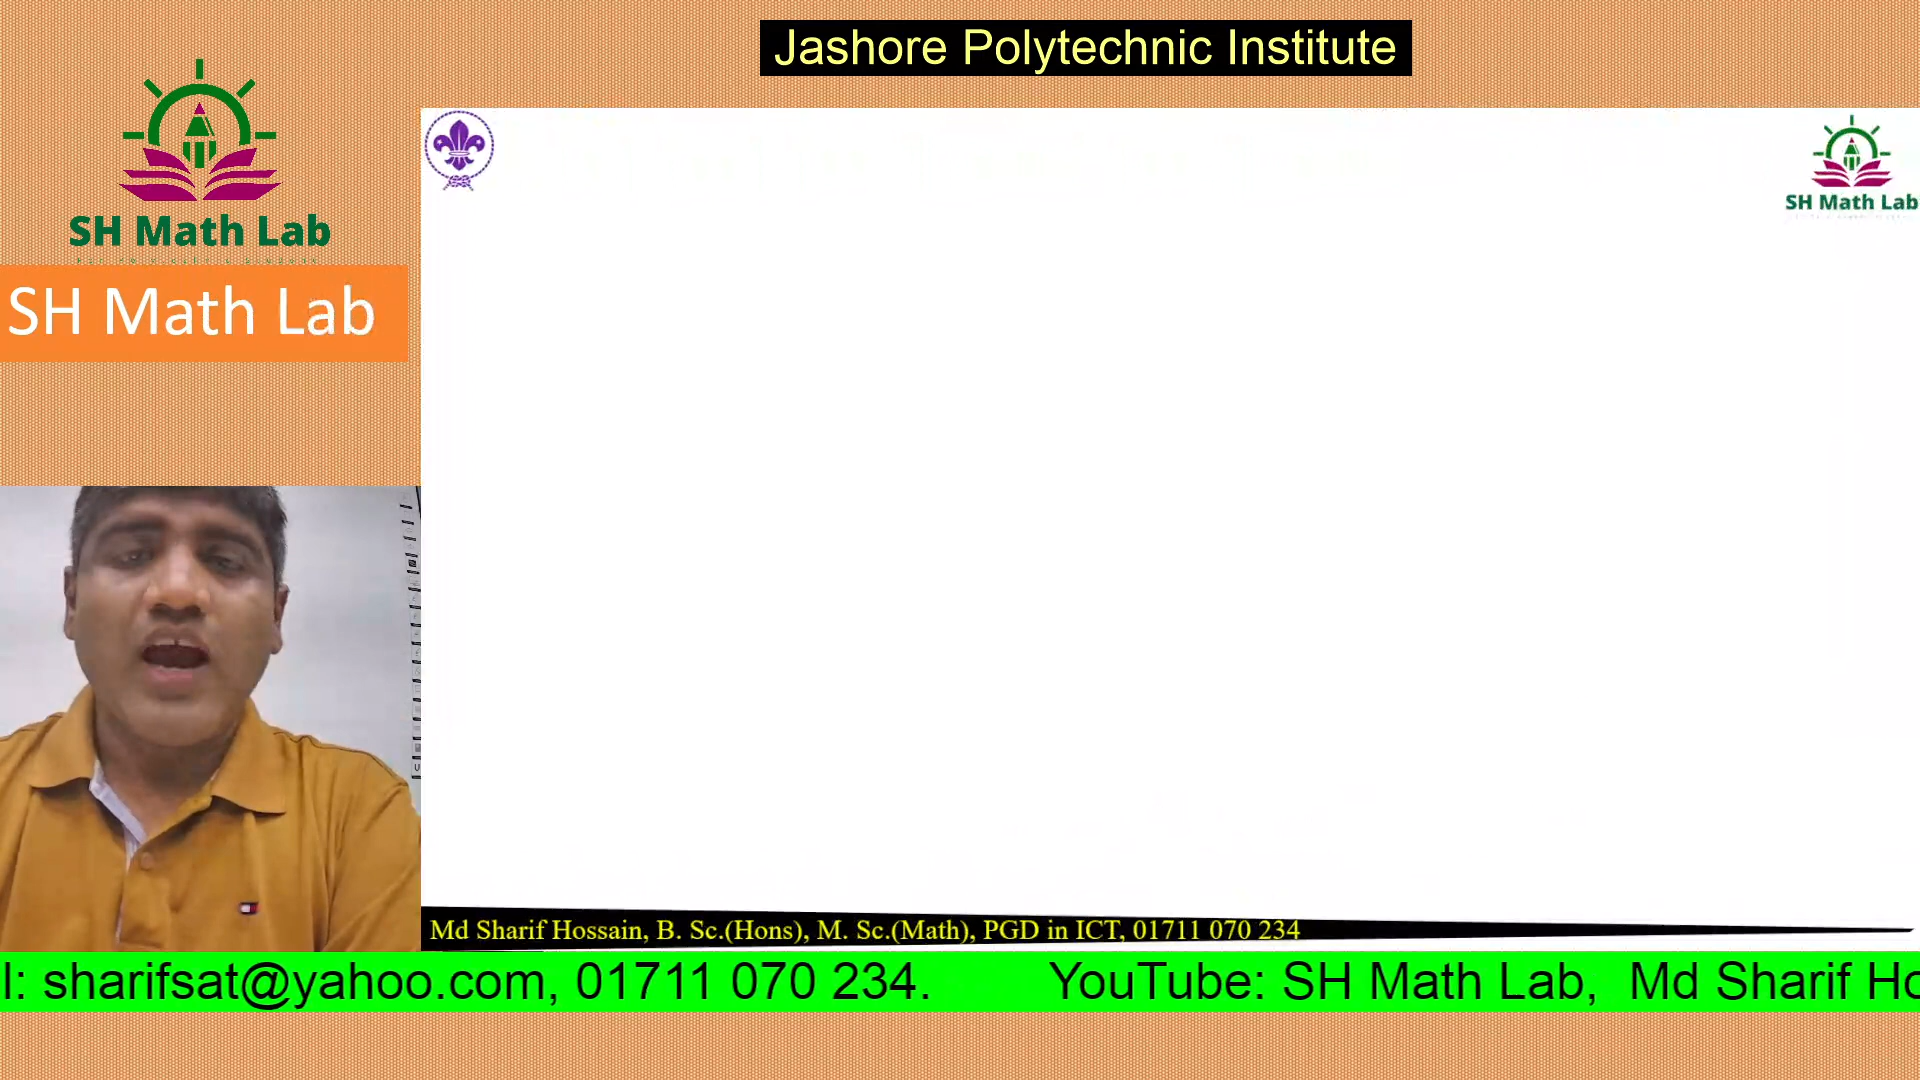 Jashore Polytechnic Institute
SH Math Lab
SH Math Lab
SH Math Lab
Md Sharif Hossain, B. Sc.(Hons), M. Sc.(Math), PGD in ICT, 01711 070 234
l: sharifsat@yahoo.com, 01711 070 234. YouTube: SH Math Lab, Md Sharif Ho